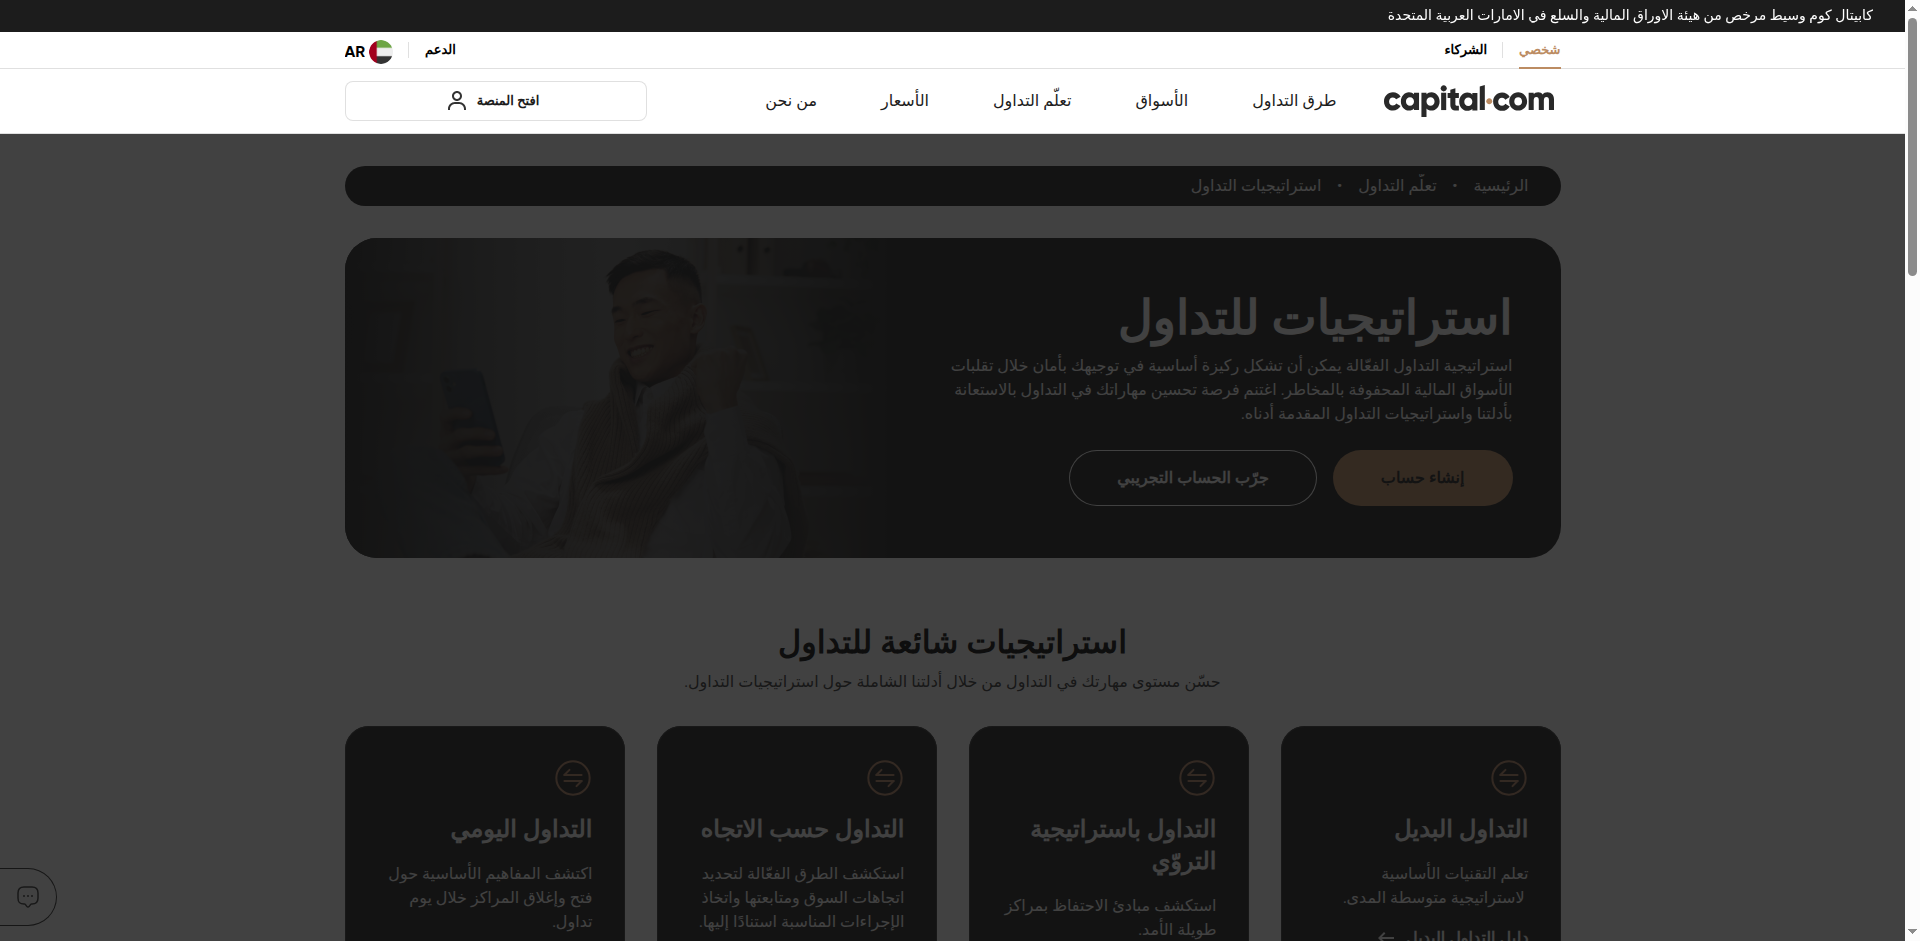 كابيتال كوم وسيط مرخص من هيئة الاوراق المالية والسلع في الامارات العربية المتحدة
شخصي
الشركاء
الدعم
AR
capital.com
طرق التداول
الأسواق
تعلّم التداول
الأسعار
من نحن
افتح المنصة
الرئيسية • تعلّم التداول • استراتيجيات التداول
استراتيجيات للتداول
استراتيجية التداول الفعّالة يمكن أن تشكل ركيزة أساسية في توجيهك بأمان خلال تقلبات
الأسواق المالية المحفوفة بالمخاطر. اغتنم فرصة تحسين مهاراتك في التداول بالاستعانة
بأدلتنا واستراتيجيات التداول المقدمة أدناه.
إنشاء حساب
جرّب الحساب التجريبي
استراتيجيات شائعة للتداول
حسّن مستوى مهارتك في التداول من خلال أدلتنا الشاملة حول استراتيجيات التداول.
التداول البديل
تعلم التقنيات الأساسية
لاستراتيجية متوسطة المدى.
دليل التداول البديل
التداول باستراتيجية
التروّي
استكشف مبادئ الاحتفاظ بمراكز
طويلة الأمد.
التداول حسب الاتجاه
استكشف الطرق الفعّالة لتحديد
اتجاهات السوق ومتابعتها واتخاذ
الإجراءات المناسبة استنادًا إليها.
التداول اليومي
اكتشف المفاهيم الأساسية حول
فتح وإغلاق المراكز خلال يوم
تداول.